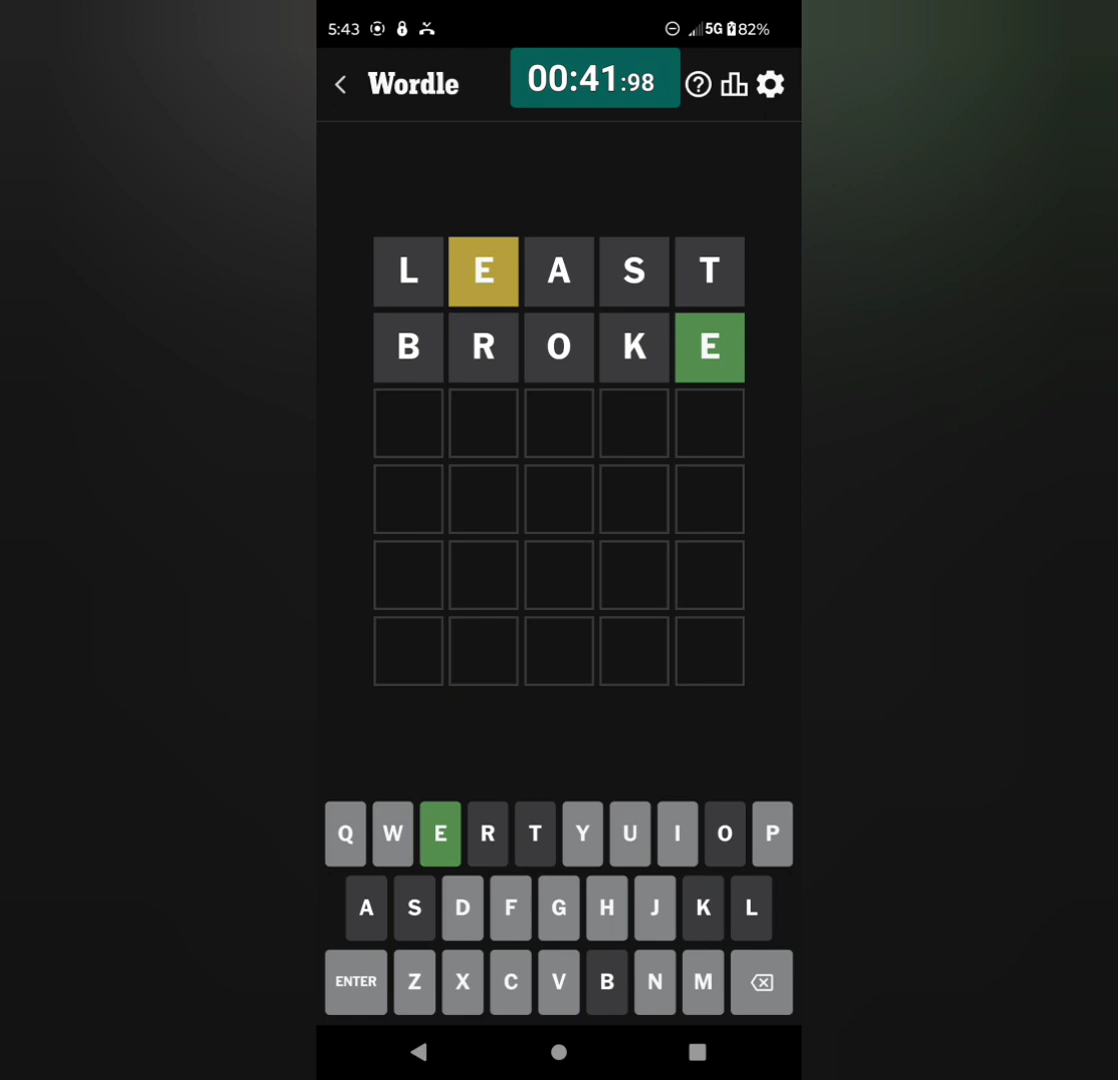 5:43 5G 82%
Wordle 00:41:98 ?
L E A S T
B R O K E
Q W E R T Y U I O P
A S D F G H J K L
ENTER Z X C V B N M